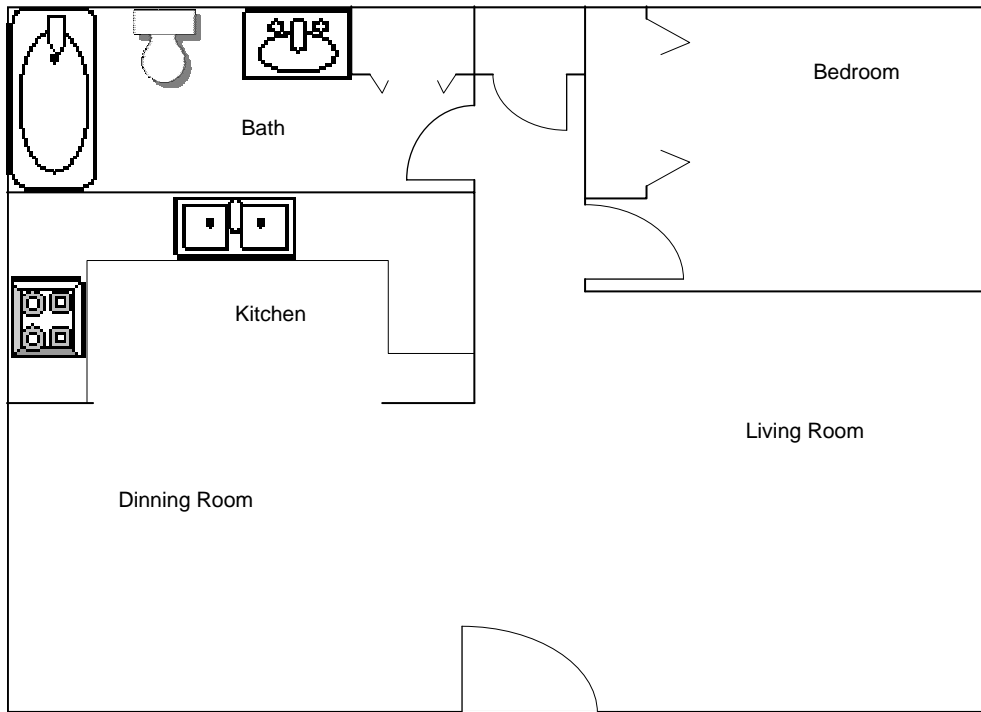 Bedroom
Bath
Kitchen
Living Room
Dinning Room